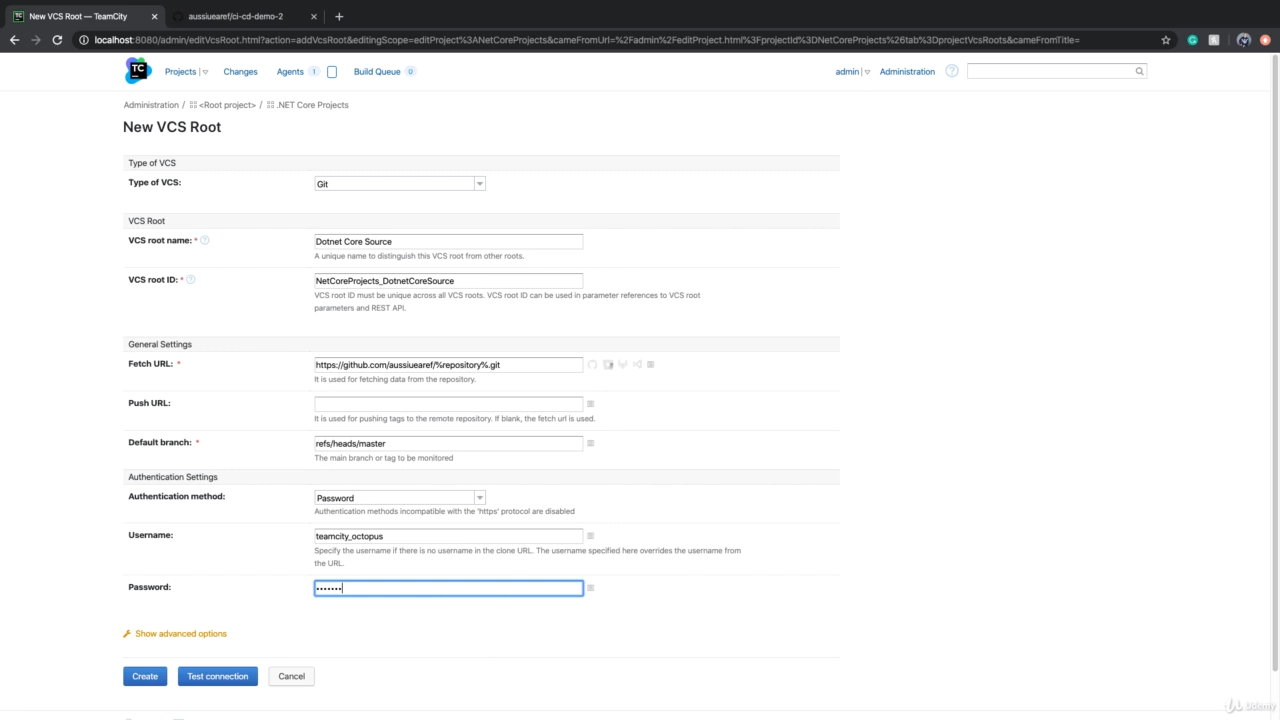 New VCS Root — TeamCity
aussiuearef/ci-cd-demo-2
localhost:8080/admin/editVcsRoot.html?action=addVcsRoot&editingScope=editProject%3ANetCoreProjects&cameFromUrl=%2Fadmin%2FeditProject.html%3FprojectId%3DNetCoreProjects%26tab%3DprojectVcsRoots&cameFromTitle=
TC
Projects
Changes
Agents 1
Build Queue 0
admin
Administration
?
Administration / <Root project> / .NET Core Projects
New VCS Root
Type of VCS
Type of VCS: Git
VCS Root
VCS root name: * ? Dotnet Core Source
A unique name to distinguish this VCS root from other roots.
VCS root ID: * ? NetCoreProjects_DotnetCoreSource
VCS root ID must be unique across all VCS roots. VCS root ID can be used in parameter references to VCS root
parameters and REST API.
General Settings
Fetch URL: * https://github.com/aussiuearef/%repository%.git
It is used for fetching data from the repository.
Push URL:
It is used for pushing tags to the remote repository. If blank, the fetch url is used.
Default branch: * refs/heads/master
The main branch or tag to be monitored
Authentication Settings
Authentication method: Password
Authentication methods incompatible with the 'https' protocol are disabled
Username: teamcity_octopus
Specify the username if there is no username in the clone URL. The username specified here overrides the username from
the URL.
Password: •••••••
Show advanced options
Create
Test connection
Cancel
Udemy